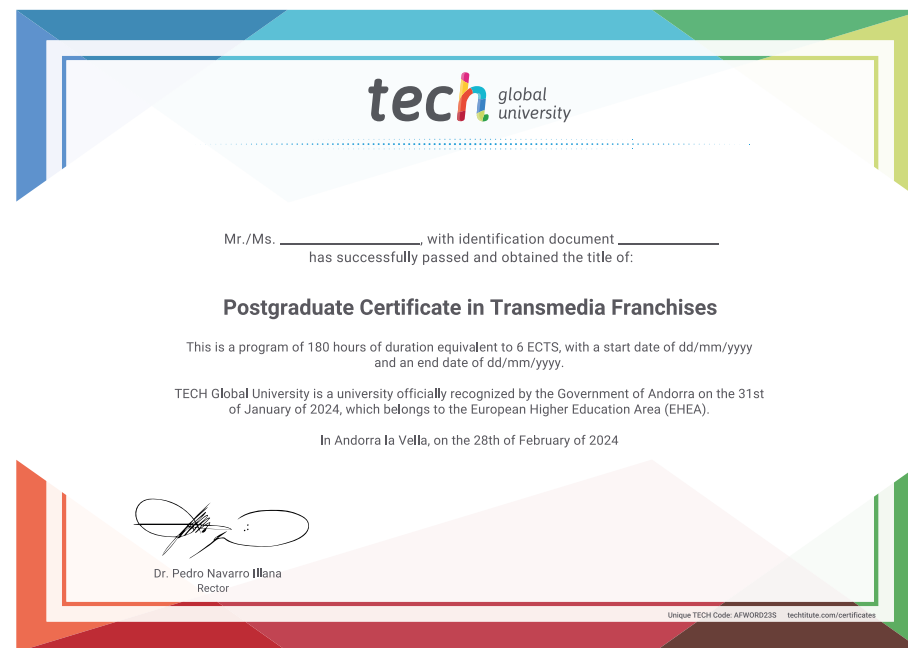 tech global
university
Mr./Ms. ____________, with identification document ____________
has successfully passed and obtained the title of:
Postgraduate Certificate in Transmedia Franchises
This is a program of 180 hours of duration equivalent to 6 ECTS, with a start date of dd/mm/yyyy
and an end date of dd/mm/yyyy.
TECH Global University is a university officially recognized by the Government of Andorra on the 31st
of January of 2024, which belongs to the European Higher Education Area (EHEA).
In Andorra la Vella, on the 28th of February of 2024
Dr. Pedro Navarro Illana
Rector
Unique TECH Code: AFWORD23S techtitute.com/certificates